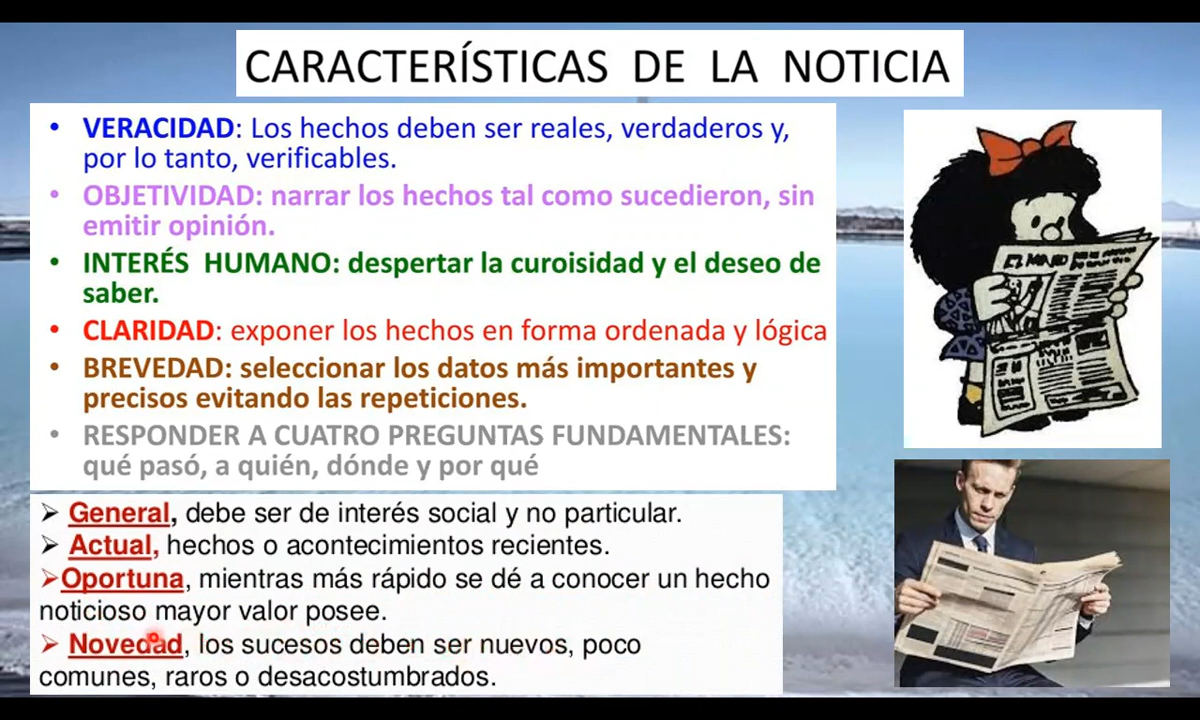 CARACTERÍSTICAS DE LA NOTICIA
• VERACIDAD: Los hechos deben ser reales, verdaderos y,
por lo tanto, verificables.
• OBJETIVIDAD: narrar los hechos tal como sucedieron, sin
emitir opinión.
• INTERÉS HUMANO: despertar la curoisidad y el deseo de
saber.
• CLARIDAD: exponer los hechos en forma ordenada y lógica
• BREVEDAD: seleccionar los datos más importantes y
precisos evitando las repeticiones.
• RESPONDER A CUATRO PREGUNTAS FUNDAMENTALES:
qué pasó, a quién, dónde y por qué
➢ General, debe ser de interés social y no particular.
➢ Actual, hechos o acontecimientos recientes.
➢Oportuna, mientras más rápido se dé a conocer un hecho
noticioso mayor valor posee.
➢ Novedad, los sucesos deben ser nuevos, poco
comunes, raros o desacostumbrados.
EL